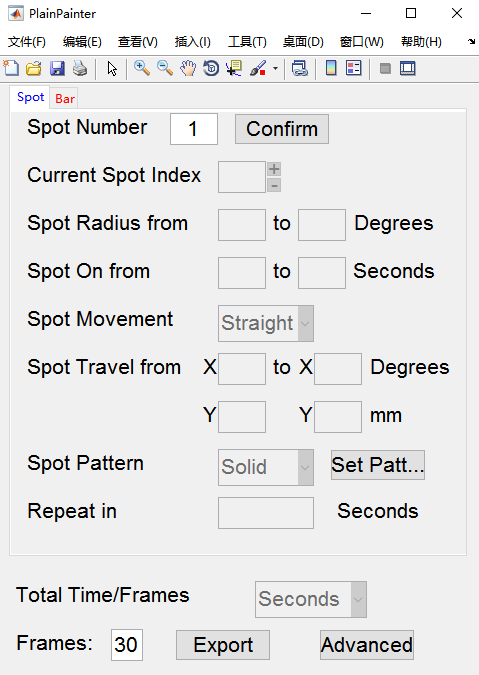 PlainPainter
文件(F) 编辑(E) 查看(V) 插入(I) 工具(T) 桌面(D) 窗口(W) 帮助(H)
Spot Bar
Spot Number 1 Confirm
Current Spot Index + -
Spot Radius from to Degrees
Spot On from to Seconds
Spot Movement Straight
Spot Travel from X to X Degrees
Y Y mm
Spot Pattern Solid Set Patt...
Repeat in Seconds
Total Time/Frames Seconds
Frames: 30 Export Advanced